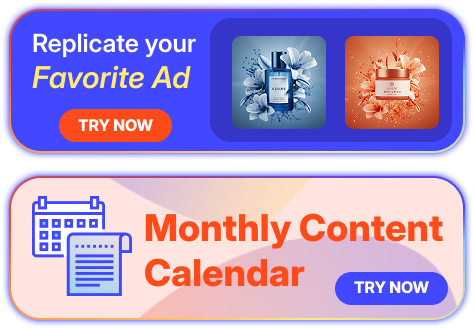 Replicate your
Favorite Ad
TRY NOW
Monthly Content
Calendar
TRY NOW